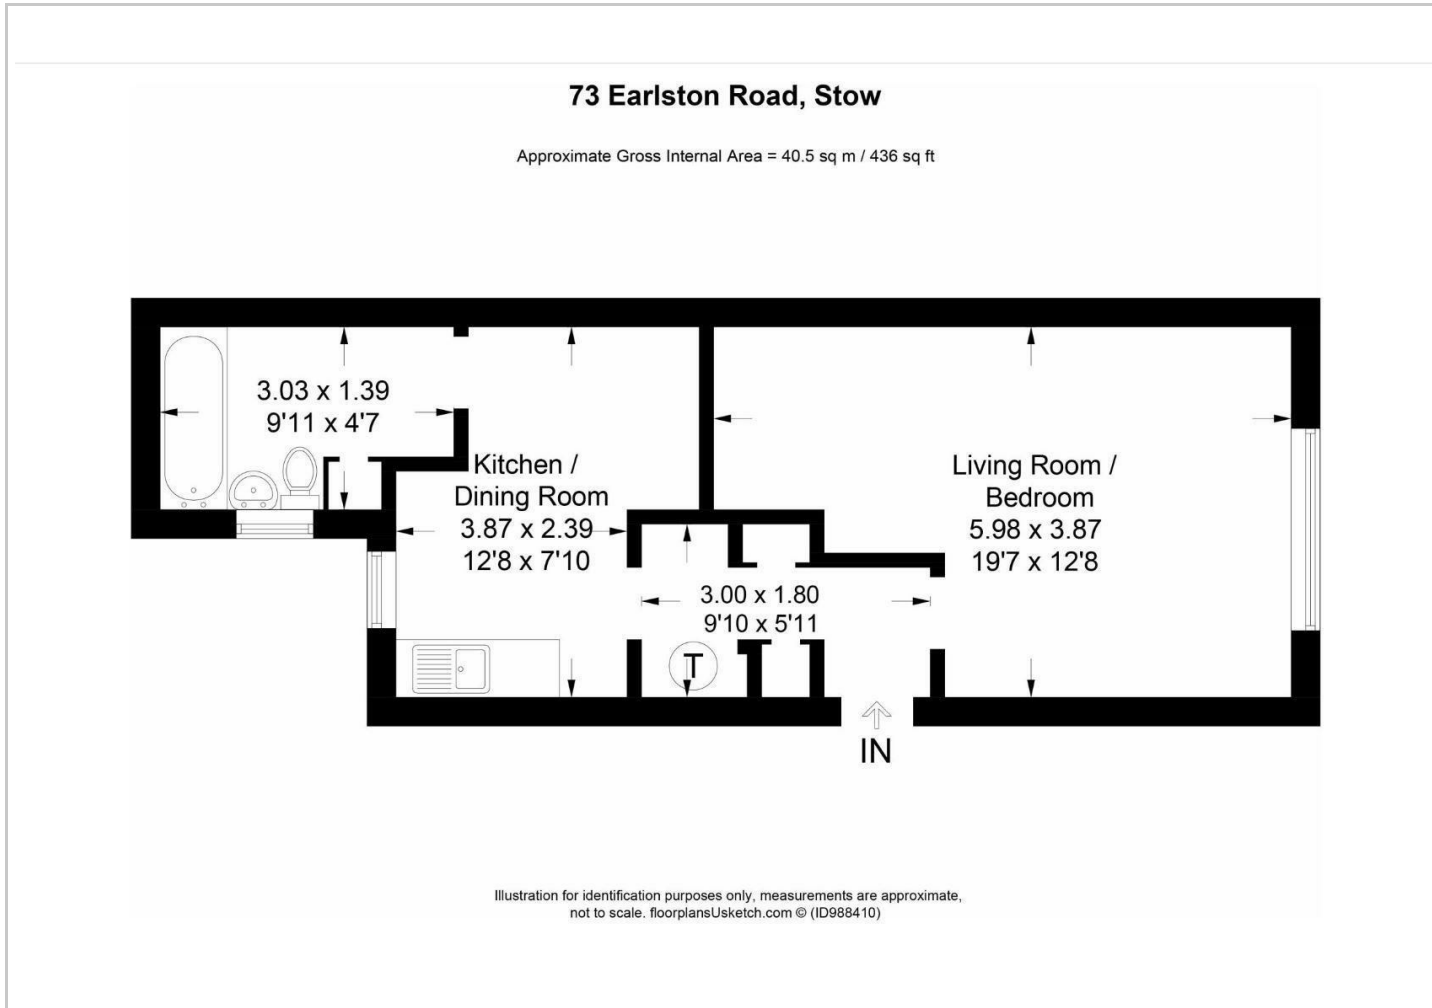 73 Earlston Road, Stow
Approximate Gross Internal Area = 40.5 sq m / 436 sq ft
3.03 x 1.39
9'11 x 4'7
Kitchen /
Dining Room
3.87 x 2.39
12'8 x 7'10
3.00 x 1.80
9'10 x 5'11
T
Living Room /
Bedroom
5.98 x 3.87
19'7 x 12'8
IN
Illustration for identification purposes only, measurements are approximate,
not to scale. floorplansUsketch.com © (ID988410)